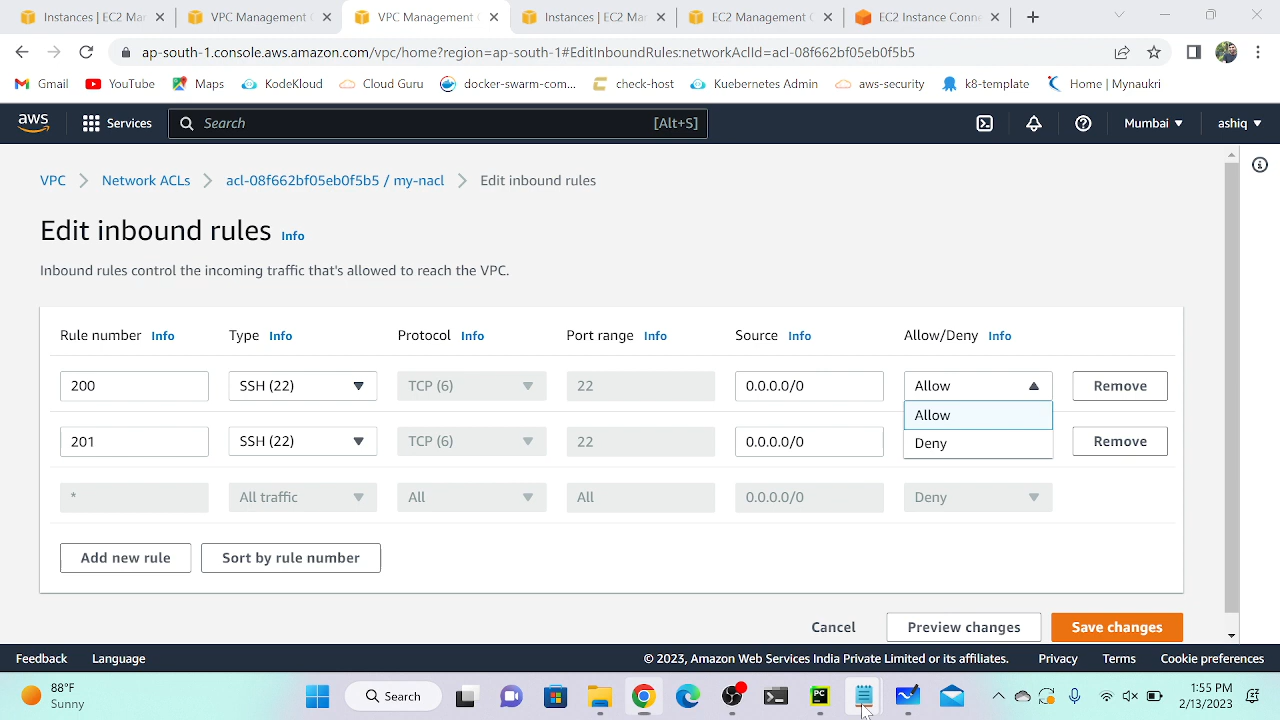 Instances | EC2 Mar
VPC Management C
VPC Management C
Instances | EC2 Mar
EC2 Management C
EC2 Instance Conne
ap-south-1.console.aws.amazon.com/vpc/home?region=ap-south-1#EditInboundRules:networkAclId=acl-08f662bf05eb0f5b5
Gmail YouTube Maps KodeKloud Cloud Guru docker-swarm-com... check-host Kuebernetes Admin aws-security k8-template Home | Mynaukri
aws Services Search [Alt+S] Mumbai ashiq
VPC Network ACLs acl-08f662bf05eb0f5b5 / my-nacl Edit inbound rules
Edit inbound rules Info
Inbound rules control the incoming traffic that's allowed to reach the VPC.
Rule number Info Type Info Protocol Info Port range Info Source Info Allow/Deny Info
200 SSH (22) TCP (6) 22 0.0.0.0/0 Allow Remove
Allow
201 SSH (22) TCP (6) 22 0.0.0.0/0 Deny Remove
* All traffic All All 0.0.0.0/0 Deny
Add new rule Sort by rule number
Cancel Preview changes Save changes
Feedback Language © 2023, Amazon Web Services India Private Limited or its affiliates. Privacy Terms Cookie preferences
88°F
Sunny
Search
1:55 PM
2/13/2023